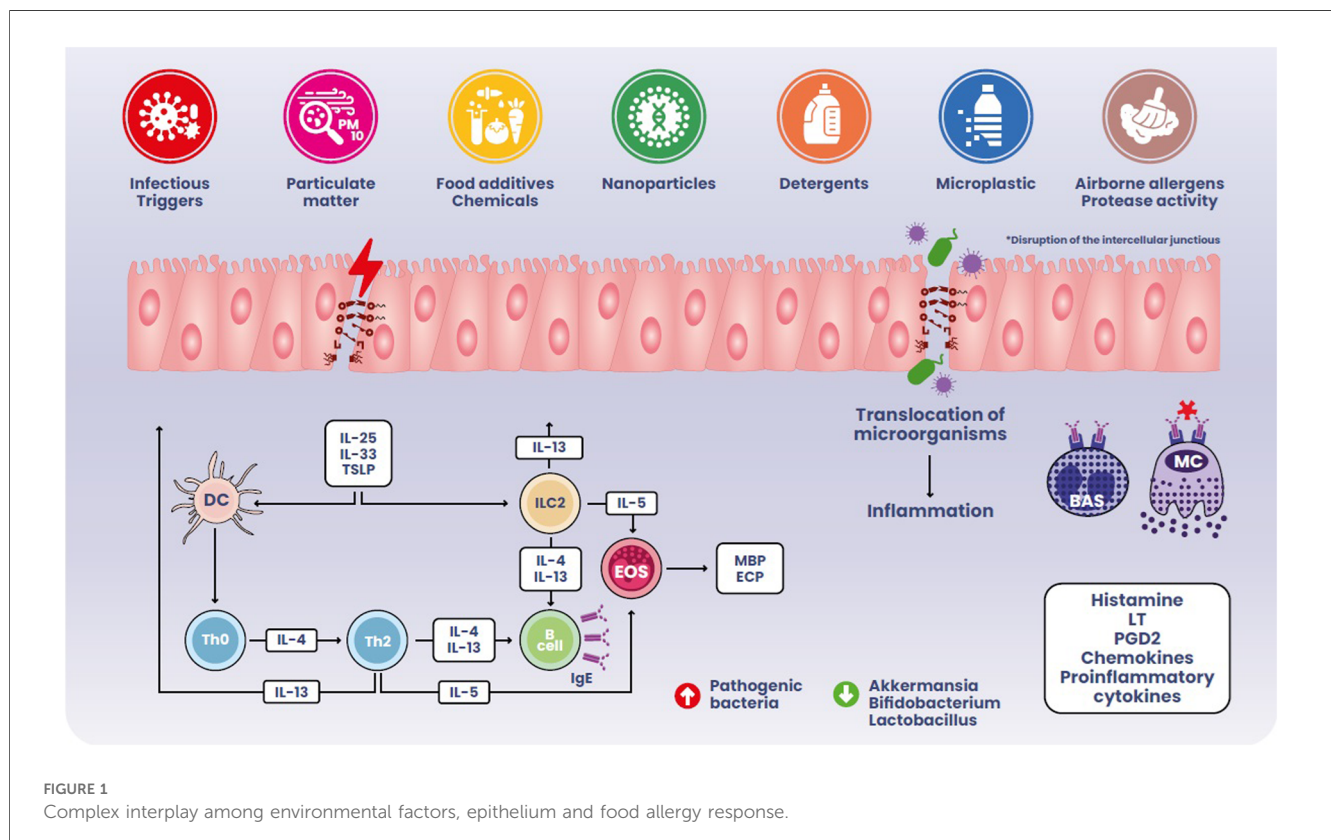 PM
10
Infectious
Triggers
Particulate
matter
Food additives
Chemicals
Nanoparticles
Detergents
Microplastic
Airborne allergens
Protease activity
*Disruption of the intercellular junctious
IL-25
IL-33
TSLP
IL-13
DC
ILC2
IL-5
IL-4
IL-13
EOS
MBP
ECP
Th0
IL-4
Th2
IL-4
IL-13
B
cell
IgE
IL-13
IL-5
Translocation of
microorganisms
Inflammation
BAS
MC
Histamine
LT
PGD2
Chemokines
Proinflammatory
cytokines
Pathogenic
bacteria
Akkermansia
Bifidobacterium
Lactobacillus
FIGURE 1
Complex interplay among environmental factors, epithelium and food allergy response.